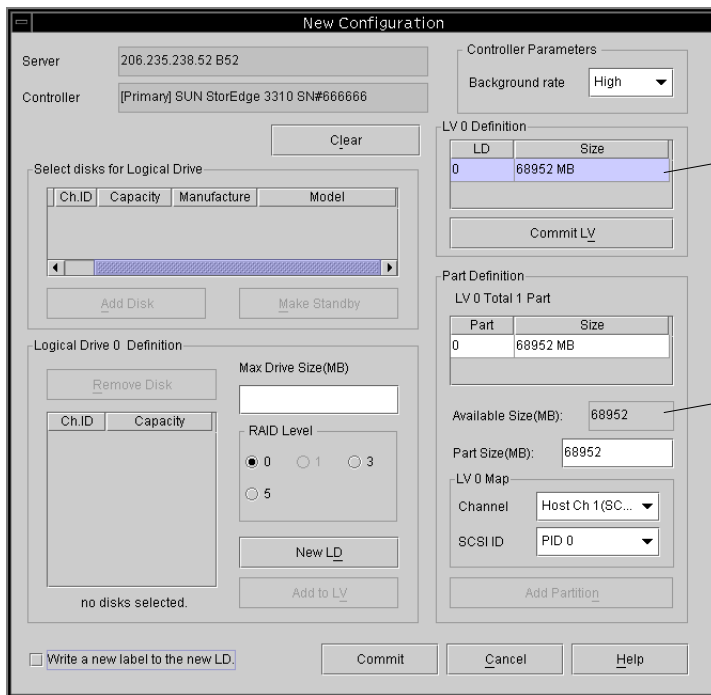 New Configuration
Server
206.235.238.52 B52
Controller
[Primary] SUN StorEdge 3310 SN#666666
Clear
Controller Parameters
Background rate
High
LV 0 Definition
LD Size
0 68952 MB
Commit LV
Select disks for Logical Drive
Ch.ID Capacity Manufacture Model
Add Disk
Make Standby
Part Definition
LV 0 Total 1 Part
Part Size
0 68952 MB
Available Size(MB): 68952
Part Size(MB): 68952
LV 0 Map
Channel Host Ch 1(SC...
SCSI ID PID 0
Add Partition
Logical Drive 0 Definition
Remove Disk
Ch.ID Capacity
no disks selected.
Max Drive Size(MB)
RAID Level
0 1 3
5
New LD
Add to LV
Write a new label to the new LD.
Commit
Cancel
Help